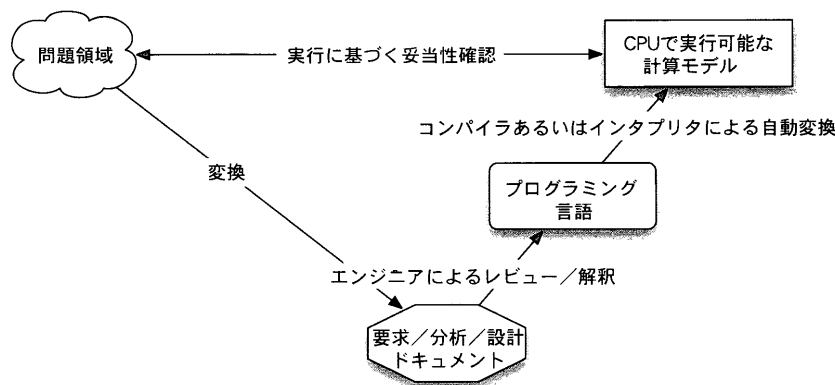 問題領域
実行に基づく妥当性確認
CPUで実行可能な
計算モデル
コンパイラあるいはインタプリタによる自動変換
変換
プログラミング
言語
エンジニアによるレビュー／解釈
要求／分析／設計
ドキュメント